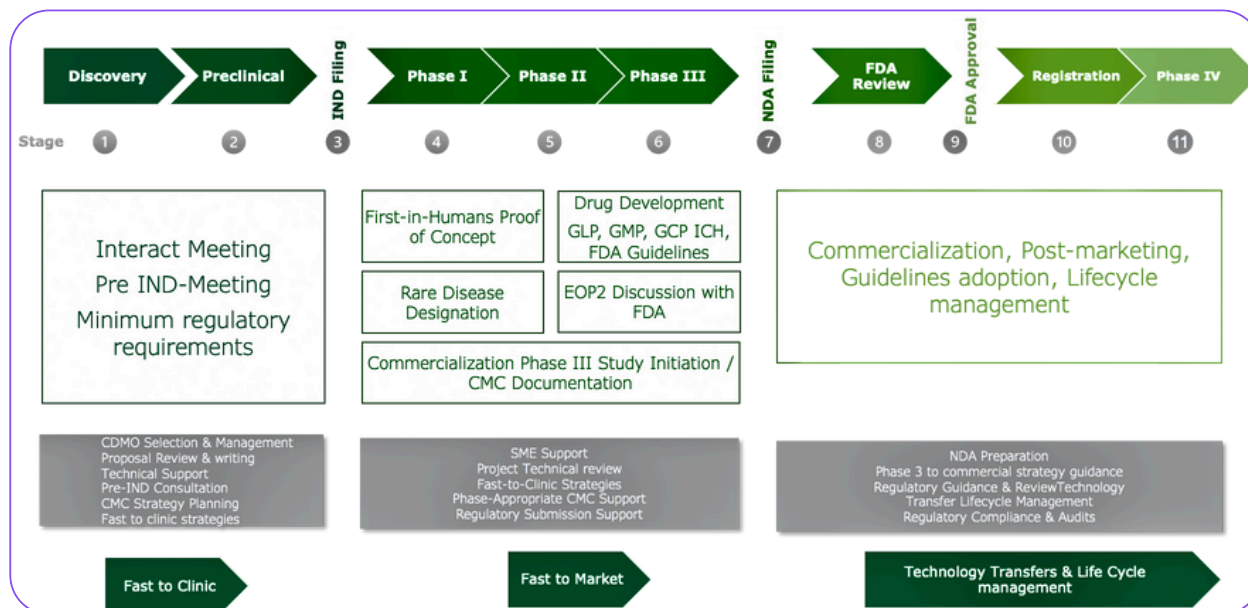 Discovery
Preclinical
IND Filing
Phase I
Phase II
Phase III
NDA Filing
FDA
Review
FDA Approval
Registration
Phase IV
Stage
1
2
3
4
5
6
7
8
9
10
11
Interact Meeting
Pre IND-Meeting
Minimum regulatory
requirements
First-in-Humans Proof
of Concept
Drug Development
GLP, GMP, GCP ICH,
FDA Guidelines
Rare Disease
Designation
EOP2 Discussion with
FDA
Commercialization Phase III Study Initiation /
CMC Documentation
Commercialization, Post-marketing,
Guidelines adoption, Lifecycle
management
CDMO Selection & Management
Proposal Review & writing
Technical Support
Pre-IND Consultation
CMC Strategy Planning
Fast to clinic strategies
SME Support
Project Technical review
Fast-to-Clinic Strategies
Phase-Appropriate CMC Support
Regulatory Submission Support
NDA Preparation
Phase 3 to commercial strategy guidance
Regulatory Guidance & ReviewTechnology
Transfer Lifecycle Management
Regulatory Compliance & Audits
Fast to Clinic
Fast to Market
Technology Transfers & Life Cycle
management